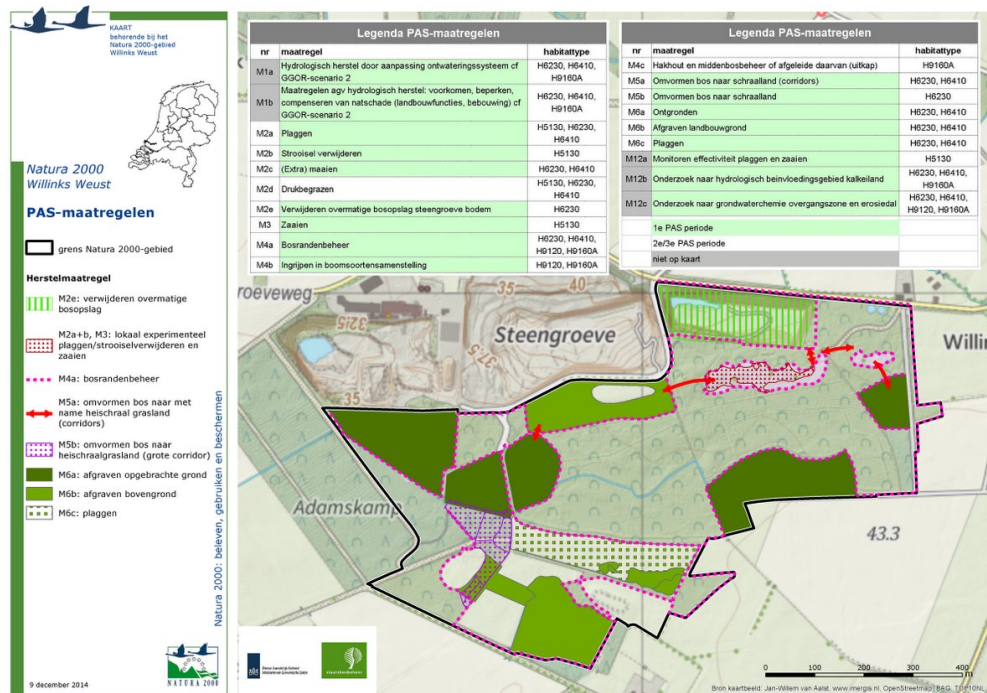 KAART
behorende bij het
Natura 2000-gebied
Willinks Weust
Natura 2000
Willinks Weust
PAS-maatregelen
grens Natura 2000-gebied
Herstelmaatregel
M2e: verwijderen overmatige
bosopslag
M2a+b, M3: lokaal experimenteel
plaggen/strooiselverwijderen en
zaaien
M4a: bosrandenbeheer
M5a: omvormen bos naar met
name heischraal grasland
(corridors)
M5b: omvormen bos naar
heischraalgrasland (grote corridor)
M6a: afgraven opgebrachte grond
M6b: afgraven bovengrond
M6c: plaggen
Natura 2000: beleven, gebruiken en beschermen
NATURA 2000
9 december 2014
Legenda PAS-maatregelen
nr maatregel habitattype
M1a Hydrologisch herstel door aanpassing ontwateringssysteem cf
GGOR-scenario 2 H6230, H6410,
H9160A
M1b Maatregelen agv hydrologisch herstel: voorkomen, beperken,
compenseren van natschade (landbouwfuncties, bebouwing) cf
GGOR-scenario 2 H6230, H6410,
H9160A
M2a Plaggen H5130, H6230,
H6410
M2b Strooisel verwijderen H5130
M2c (Extra) maaien H6230, H6410
M2d Drukbegrazen H5130, H6230,
H6410
M2e Verwijderen overmatige bosopslag steengroeve bodem H6230
M3 Zaaien H5130
M4a Bosrandenbeheer H6230, H6410,
H9120, H9160A
M4b Ingrijpen in boomsoortensamenstelling H9120, H9160A
Legenda PAS-maatregelen
nr maatregel habitattype
M4c Hakhout en middenbosbeheer of afgeleide daarvan (uitkap) H9160A
M5a Omvormen bos naar schraalland (corridors) H6230, H6410
M5b Omvormen bos naar schraalland H6230
M6a Ontgronden H6230, H6410
M6b Afgraven landbouwgrond H6230, H6410
M6c Plaggen H6230, H6410
M12a Monitoren effectiviteit plaggen en zaaien H5130
M12b Onderzoek naar hydrologisch beinvloedingsgebied kalkeiland H6230, H6410,
H9160A
M12c Onderzoek naar grondwaterchemie overgangszone en erosiedal H6230, H6410,
H9120, H9160A
1e PAS periode
2e/3e PAS periode
niet op kaart
roeveweg
35
40
32.5
37.5
35
Steengroeve
Willin
Adamskamp
43.3
staatsbosbeheer
0 100 200 300 400
m
Bron kaartbeeld: Jan-Willem van Aalst, www.imergis.nl, OpenStreetmap, BAG, TOP10NL